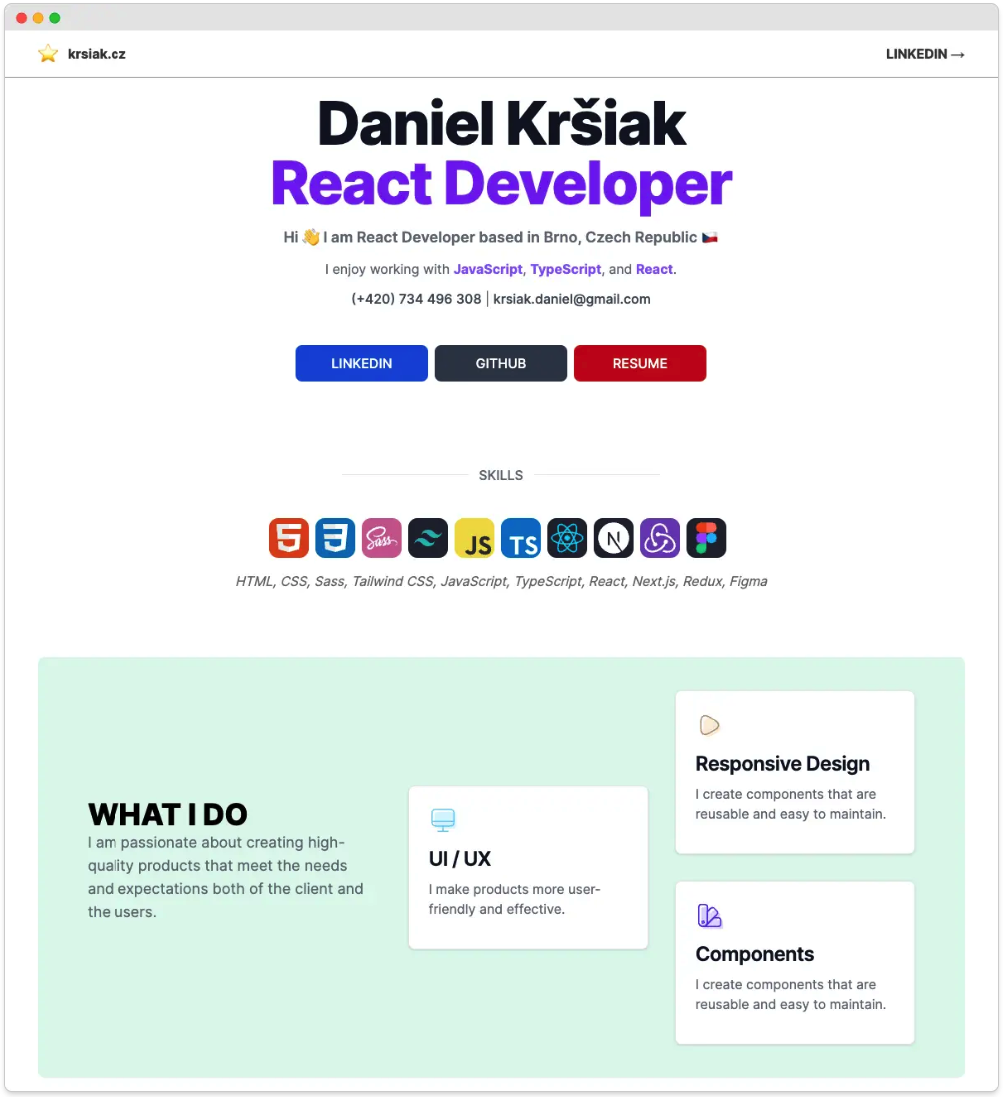 krsiak.cz
LINKEDIN →
Daniel Kršiak
React Developer
Hi 👋 I am React Developer based in Brno, Czech Republic 🇨🇿
I enjoy working with JavaScript, TypeScript, and React.
(+420) 734 496 308 | krsiak.daniel@gmail.com
LINKEDIN
GITHUB
RESUME
SKILLS
Sass
JS
TS
N
HTML, CSS, Sass, Tailwind CSS, JavaScript, TypeScript, React, Next.js, Redux, Figma
WHAT I DO
I am passionate about creating high-
quality products that meet the needs
and expectations both of the client and
the users.
UI / UX
I make products more user-
friendly and effective.
Responsive Design
I create components that are
reusable and easy to maintain.
Components
I create components that are
reusable and easy to maintain.